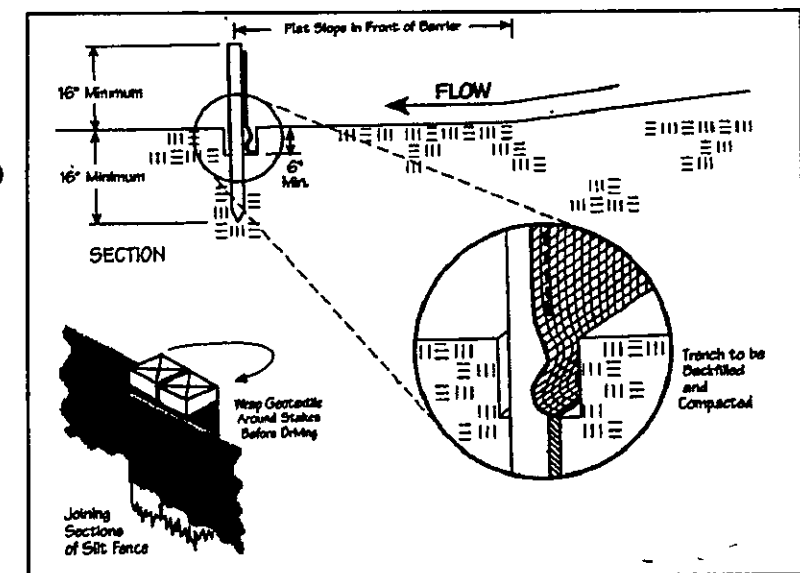 Flat Slope in Front of Barrier
16" Minimum
FLOW
16" Minimum
6"
Min.
SECTION
Trench to be
Backfilled
and
Compacted
Wrap Geotextile
Around Stakes
Before Driving
Joining
Sections
of Silt Fence